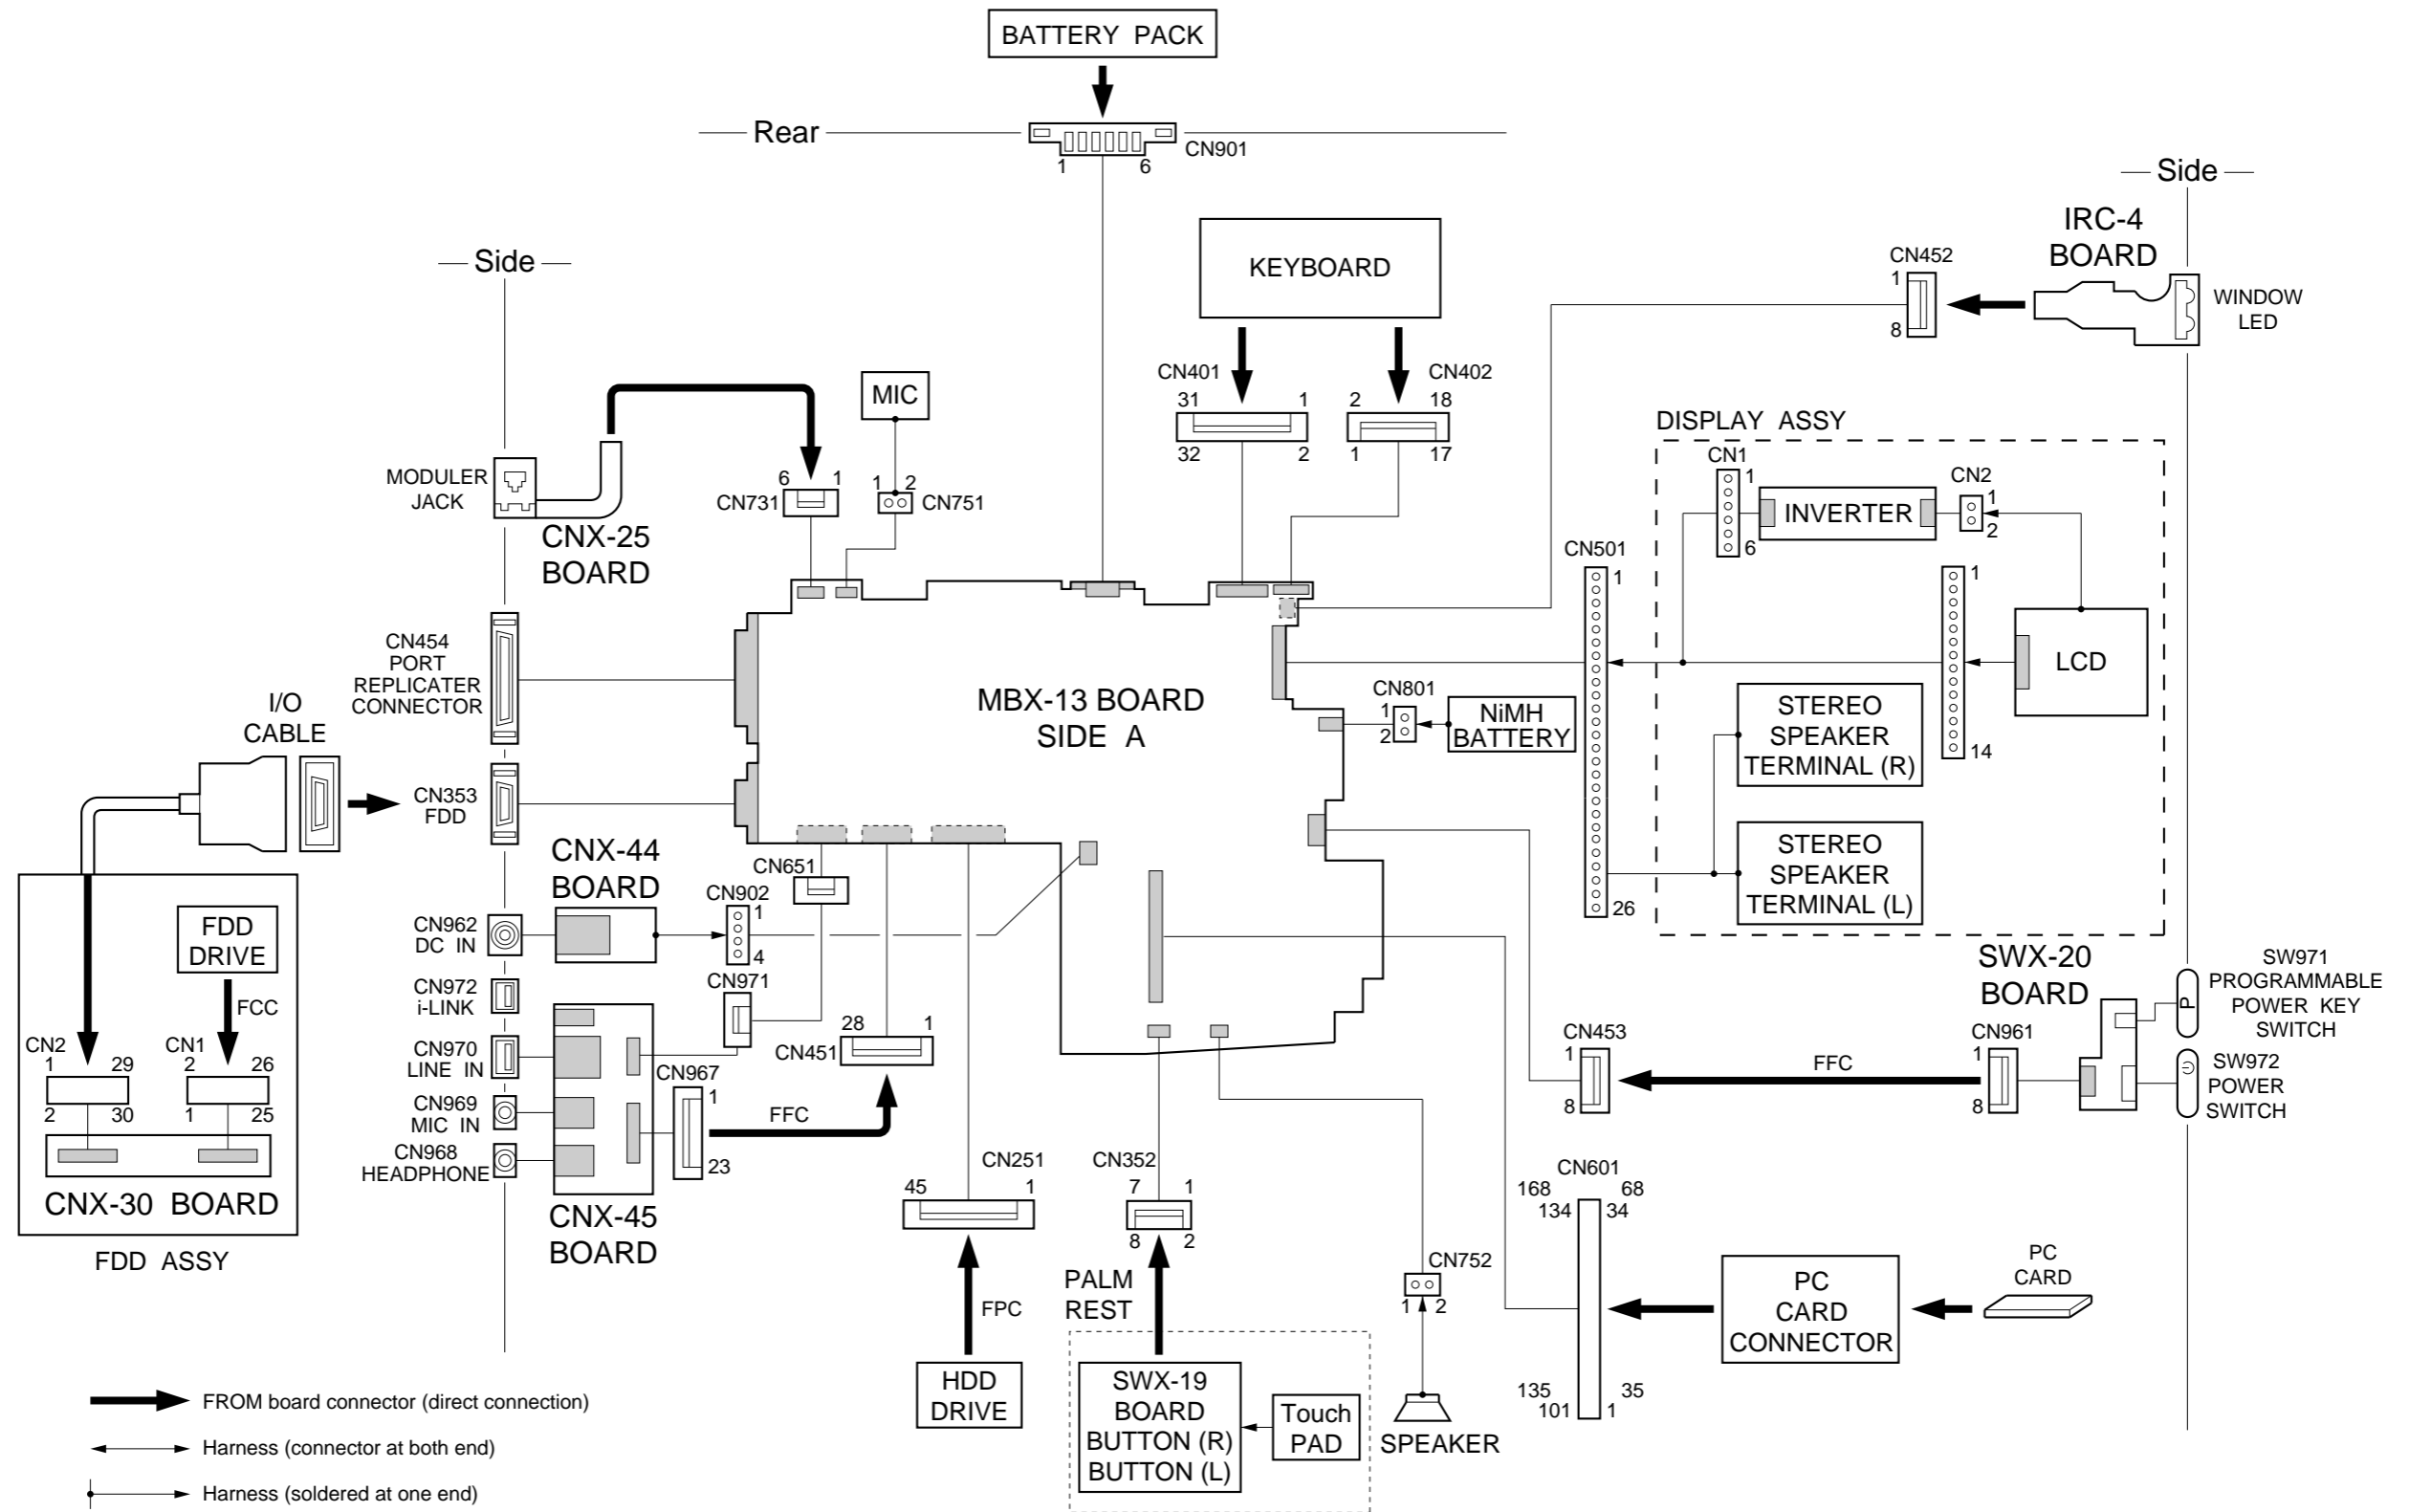 BATTERY PACK
Rear
CN901
1 6
Side
IRC-4
BOARD
CN452
1
8
WINDOW
LED
Side
KEYBOARD
CN401
31 1
32 2
CN402
2 18
1 17
MIC
1 2
CN751
6 1
CN731
MODULER
JACK
CNX-25
BOARD
DISPLAY ASSY
CN1
1
6
INVERTER
CN2
1
2
CN501
1
26
1
14
LCD
STEREO
SPEAKER
TERMINAL (R)
STEREO
SPEAKER
TERMINAL (L)
CN454
PORT
REPLICATER
CONNECTOR
I/O
CABLE
CN353
FDD
MBX-13 BOARD
SIDE A
CN801
1
2
NiMH
BATTERY
CNX-44
BOARD
CN651
CN902
1
4
CN962
DC IN
CN972
i-LINK
CN970
LINE IN
CN969
MIC IN
CN968
HEADPHONE
CN971
28 1
CN451
CN967
1
23
FFC
CNX-45
BOARD
FDD
DRIVE
FCC
CN2
1 29
2 30
CN1
2 26
1 25
CNX-30 BOARD
FDD ASSY
SWX-20
BOARD
SW971
PROGRAMMABLE
POWER KEY
SWITCH
P
SW972
POWER
SWITCH
CN453
1
8
FFC
CN961
1
8
CN251
45 1
FPC
HDD
DRIVE
CN352
7 1
8 2
PALM
REST
SWX-19
BOARD
BUTTON (R)
BUTTON (L)
Touch
PAD
CN752
1 2
SPEAKER
CN601
168 68
134 34
135 35
101 1
PC
CARD
CONNECTOR
PC
CARD
FROM board connector (direct connection)
Harness (connector at both end)
Harness (soldered at one end)